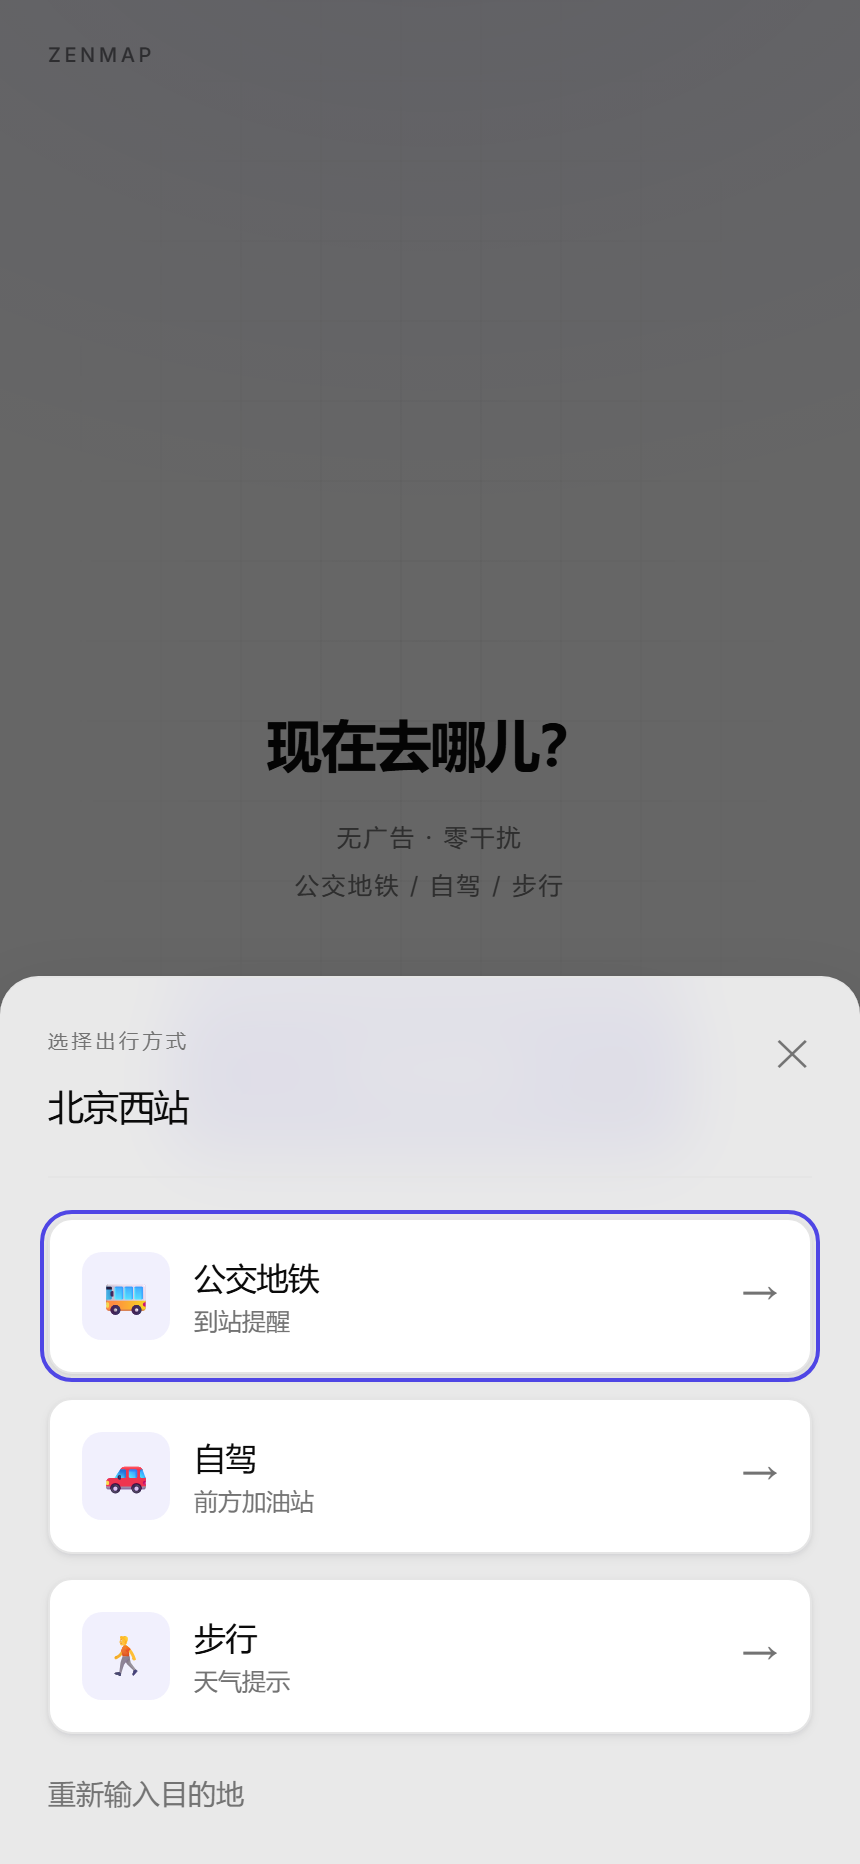 ZENMAP
现在去哪儿？
无广告 · 零干扰
公交地铁 / 自驾 / 步行
选择出行方式
北京西站
公交地铁
到站提醒
自驾
前方加油站
步行
天气提示
重新输入目的地